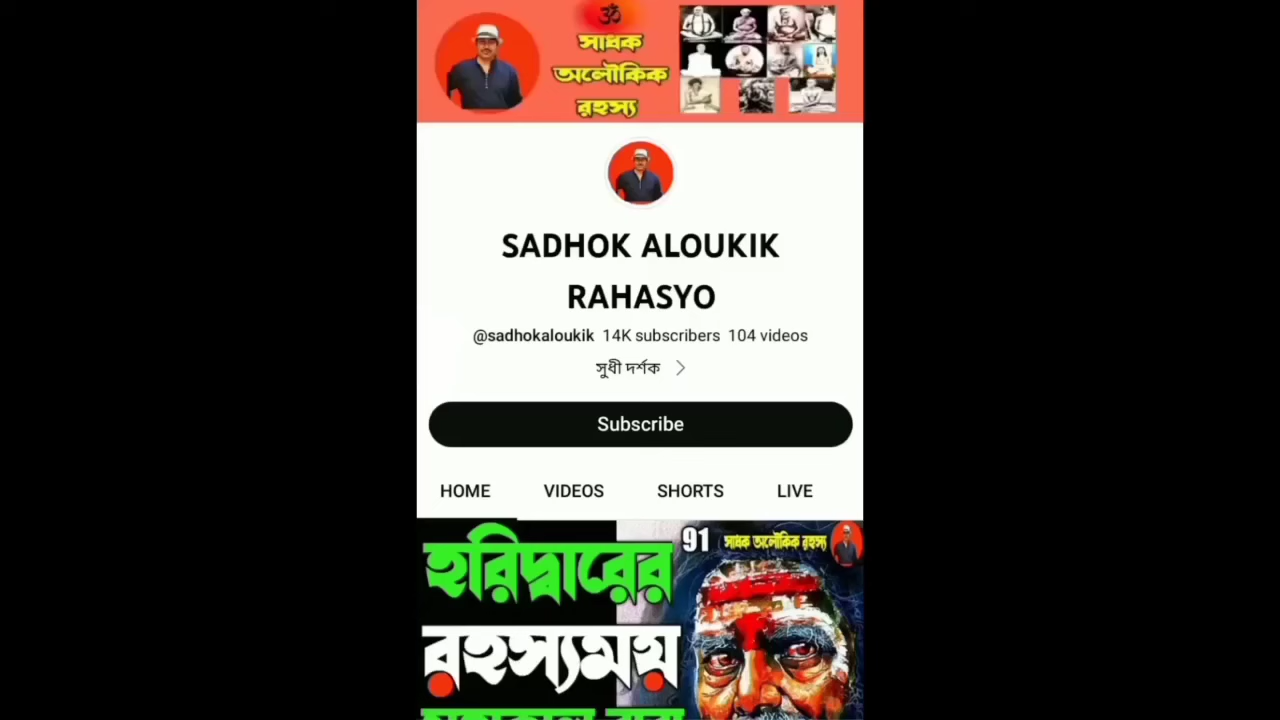 ॐ
সাধক
অলৌকিক
রহস্য
SADHOK ALOUKIK
RAHASYO
@sadhokaloukik 14K subscribers 104 videos
সুধী দর্শক
Subscribe
HOME VIDEOS SHORTS LIVE
91 সাধক অলৌকিক রহস্য
হরিদ্বারের
রহস্যময়